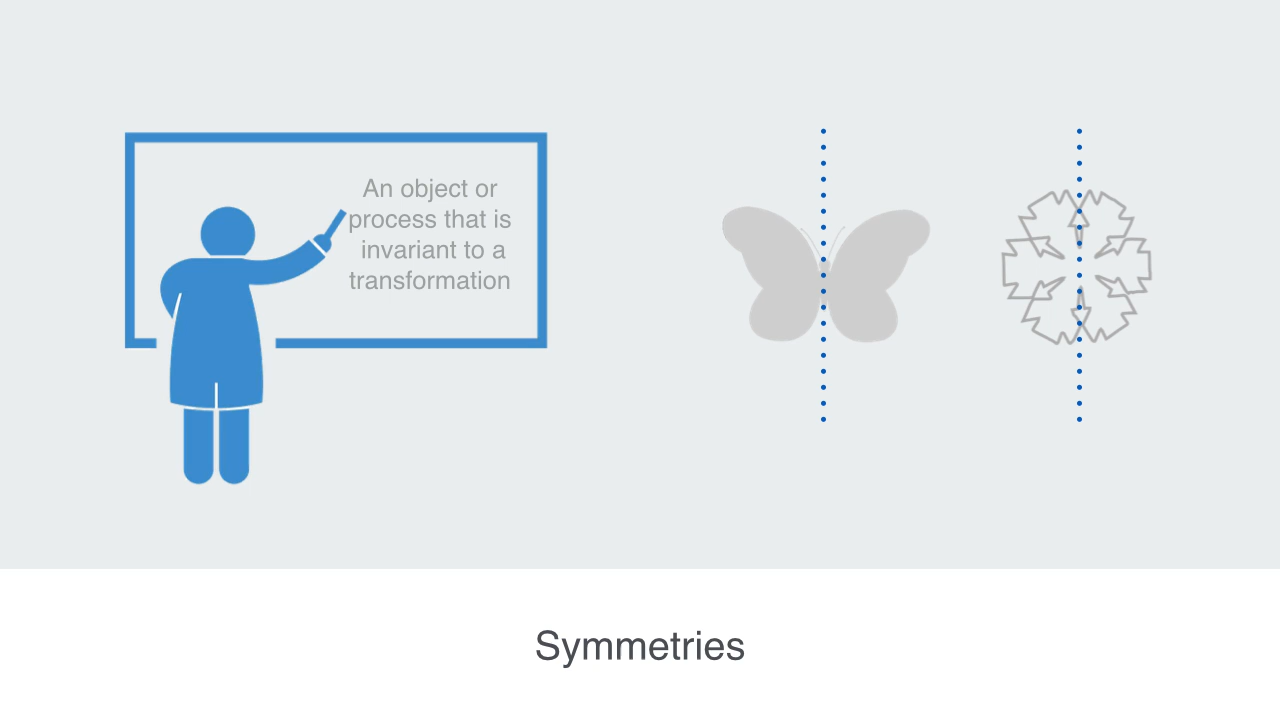 An object or
process that is
invariant to a
transformation
Symmetries